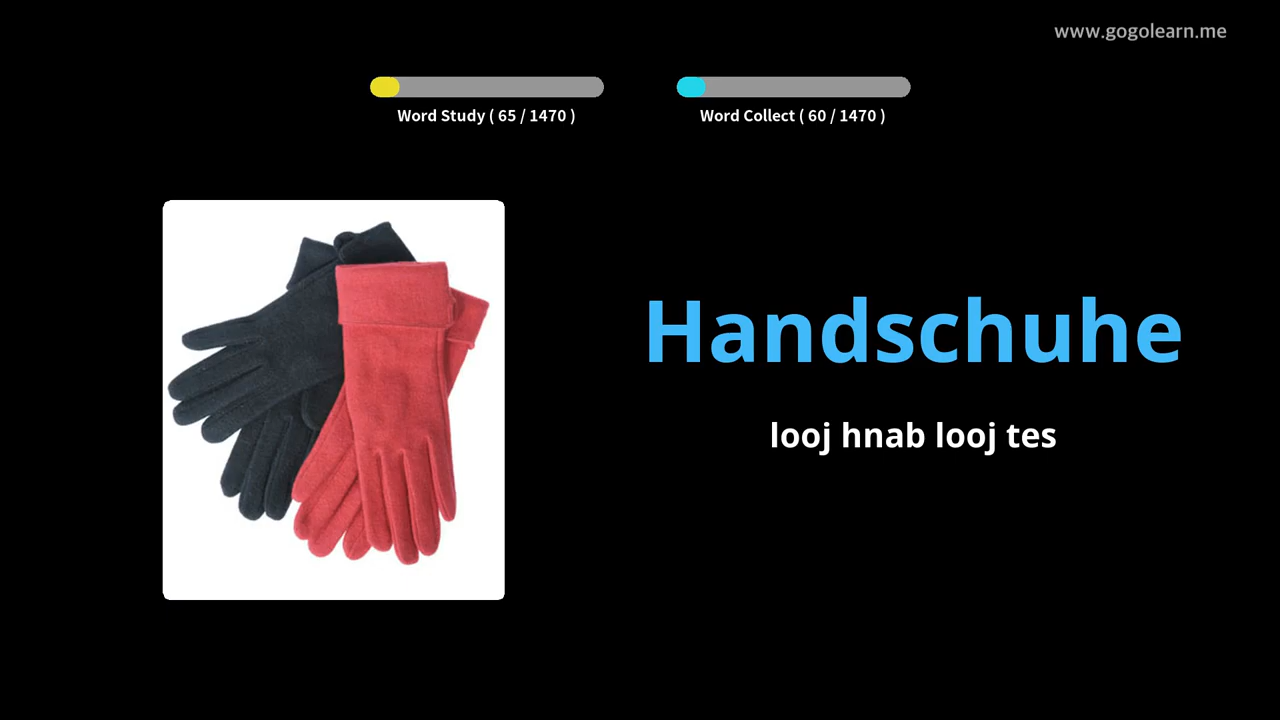 www.gogolearn.me
Word Study ( 65 / 1470 )
Word Collect ( 60 / 1470 )
Handschuhe
looj hnab looj tes